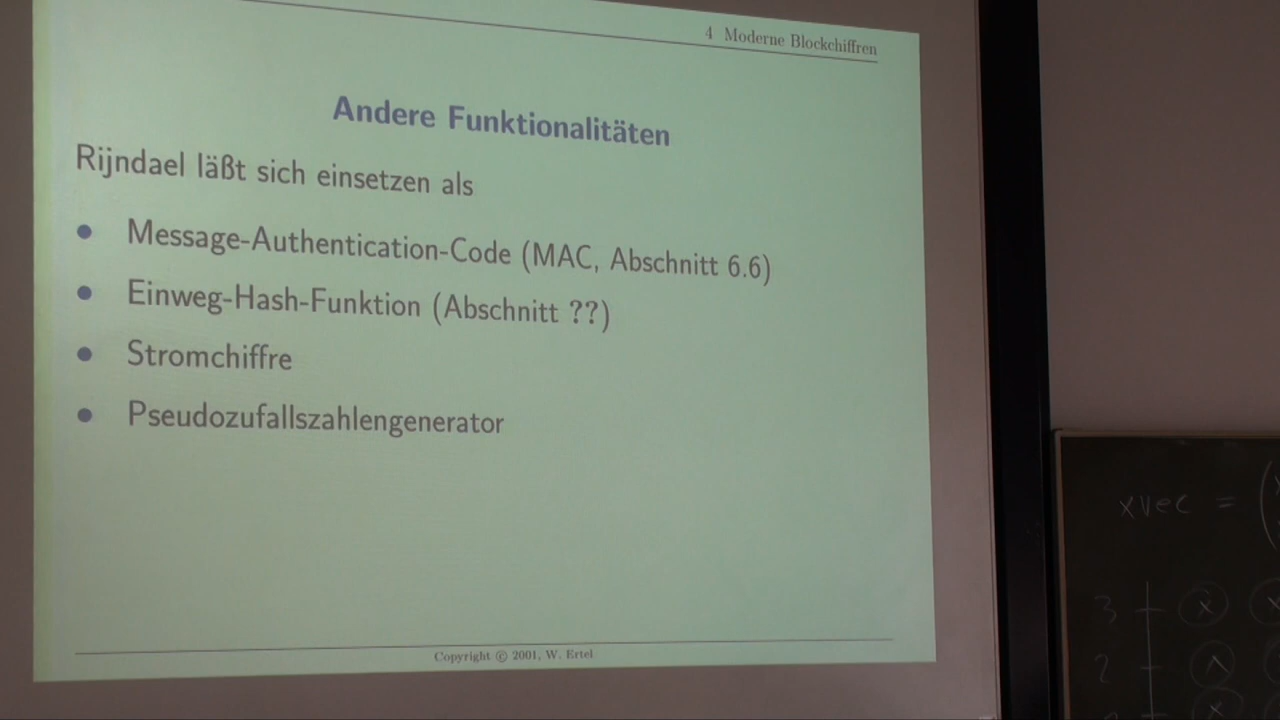 4 Moderne Blockchiffren
Andere Funktionalitäten
Rijndael läßt sich einsetzen als
• Message-Authentication-Code (MAC, Abschnitt 6.6)
• Einweg-Hash-Funktion (Abschnitt ??)
• Stromchiffre
• Pseudozufallszahlengenerator
Copyright © 2001, W. Ertel
xvec = (
3 x
2
x